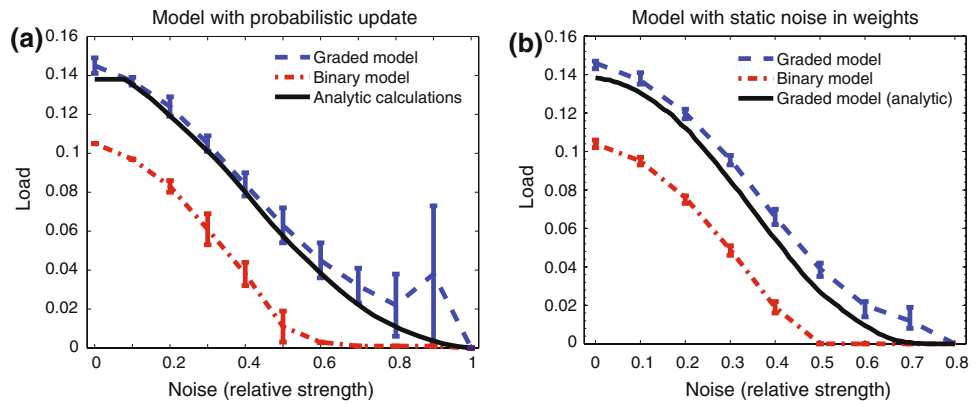 Model with probabilistic update
(a)
0.16
0.14
0.12
0.1
0.08
0.06
0.04
0.02
0
Load
Graded model
Binary model
Analytic calculations
0 0.2 0.4 0.6 0.8 1
Noise (relative strength)
Model with static noise in weights
(b)
0.16
0.14
0.12
0.1
0.08
0.06
0.04
0.02
0
Load
Graded model
Binary model
Graded model (analytic)
0 0.1 0.2 0.3 0.4 0.5 0.6 0.7 0.8
Noise (relative strength)